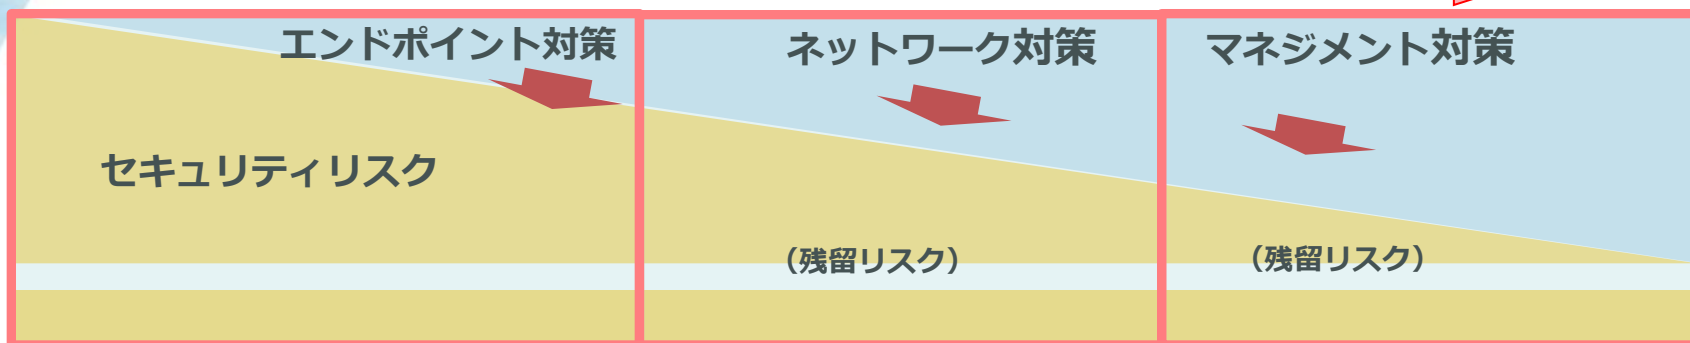 エンドポイント対策
ネットワーク対策
マネジメント対策
セキュリティリスク
（残留リスク）
（残留リスク）